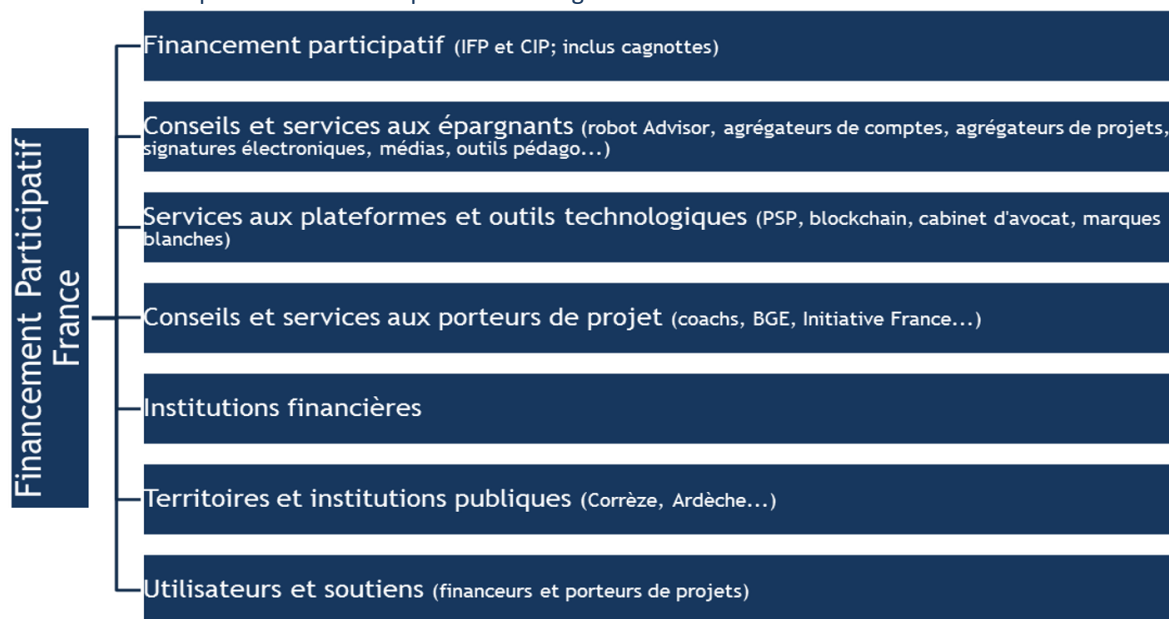 Financement Participatif
France
Financement participatif (IFP et CIP; inclus cagnottes)
Conseils et services aux épargnants (robot Advisor, agrégateurs de comptes, agrégateurs de projets,
signatures électroniques, médias, outils pédago...)
Services aux plateformes et outils technologiques (PSP, blockchain, cabinet d'avocat, marques
blanches)
Conseils et services aux porteurs de projet (coachs, BGE, Initiative France...)
Institutions financières
Territoires et institutions publiques (Corrèze, Ardèche...)
Utilisateurs et soutiens (financeurs et porteurs de projets)